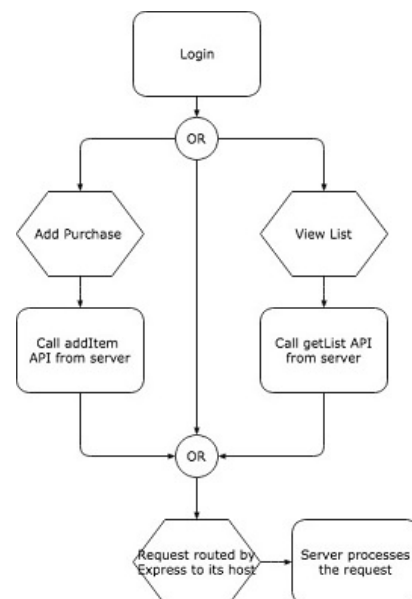 Login
OR
Add Purchase
View List
Call addItem
API from server
Call getList API
from server
OR
Request routed by
Express to its host
Server processes
the request